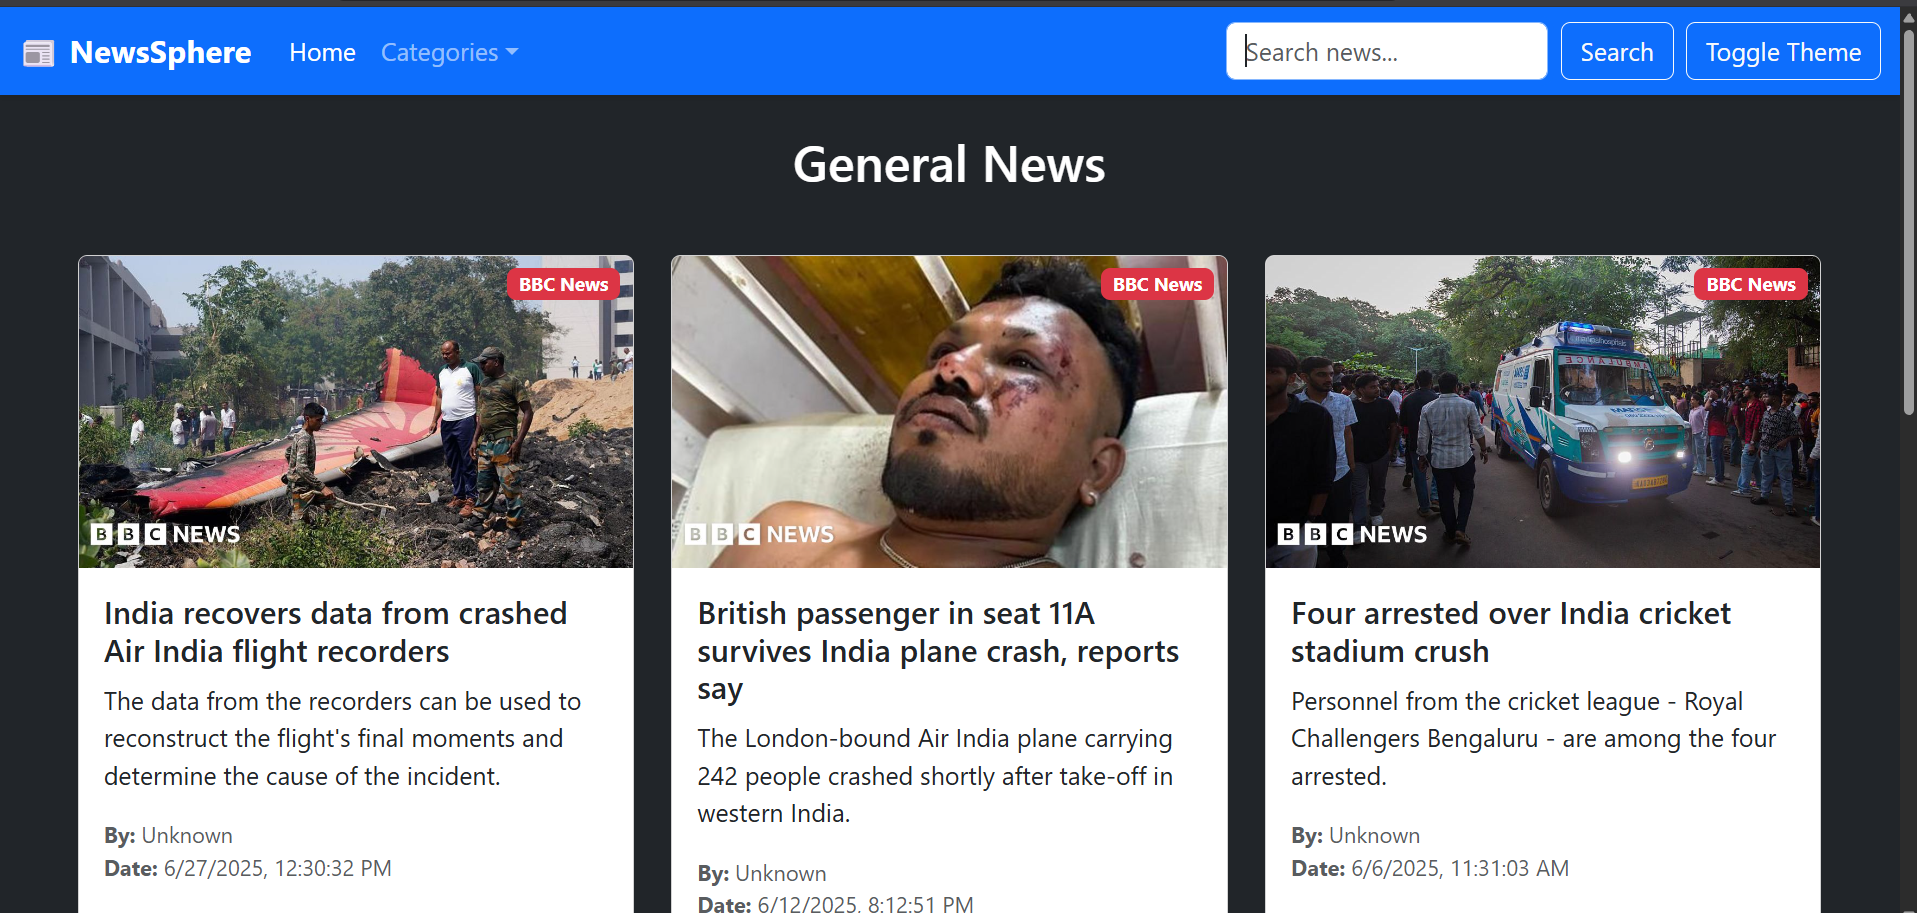 NewsSphere Home Categories Search news... Search Toggle Theme
General News
BBC News
BBC NEWS
India recovers data from crashed
Air India flight recorders
The data from the recorders can be used to
reconstruct the flight's final moments and
determine the cause of the incident.
By: Unknown
Date: 6/27/2025, 12:30:32 PM
BBC News
BBC NEWS
British passenger in seat 11A
survives India plane crash, reports
say
The London-bound Air India plane carrying
242 people crashed shortly after take-off in
western India.
By: Unknown
Date: 6/12/2025, 8:12:51 PM
BBC News
AMBULANCE
BBC NEWS
Four arrested over India cricket
stadium crush
Personnel from the cricket league - Royal
Challengers Bengaluru - are among the four
arrested.
By: Unknown
Date: 6/6/2025, 11:31:03 AM